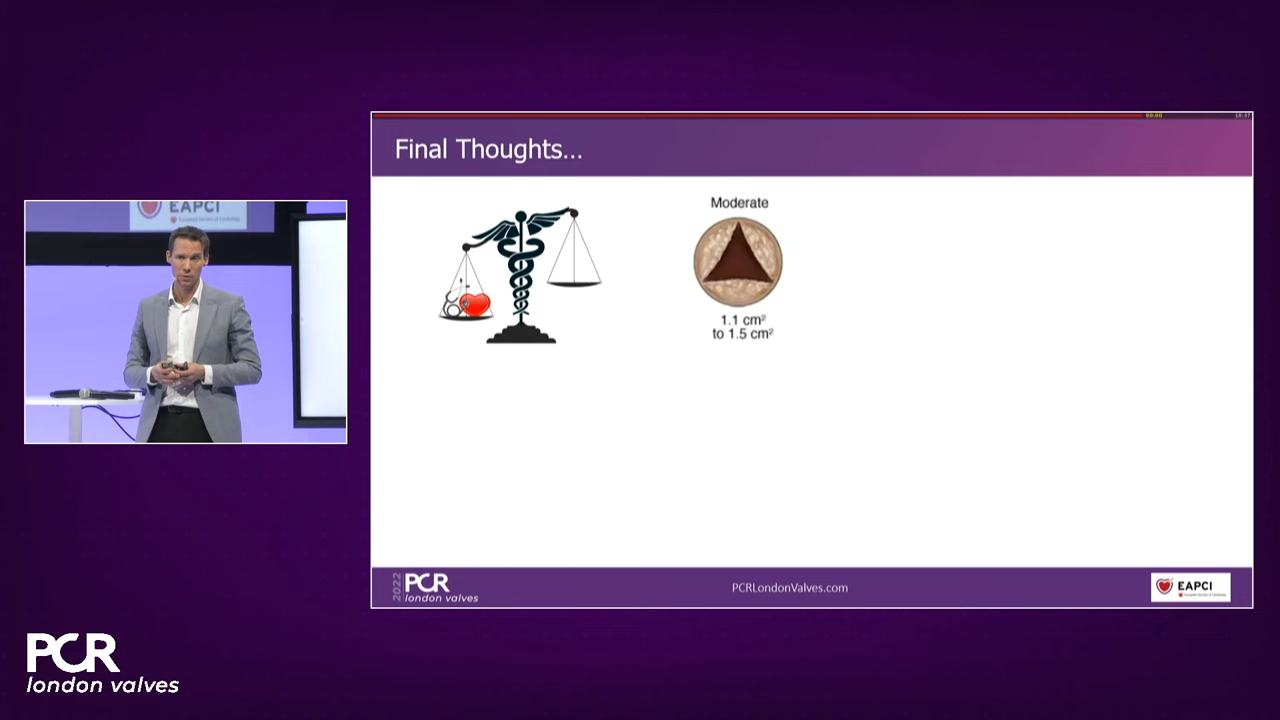 EAPCI
Final Thoughts...
Moderate
1.1 cm²
to 1.5 cm²
2022
PCR
london valves
PCRLondonValves.com
EAPCI
PCR
london valves